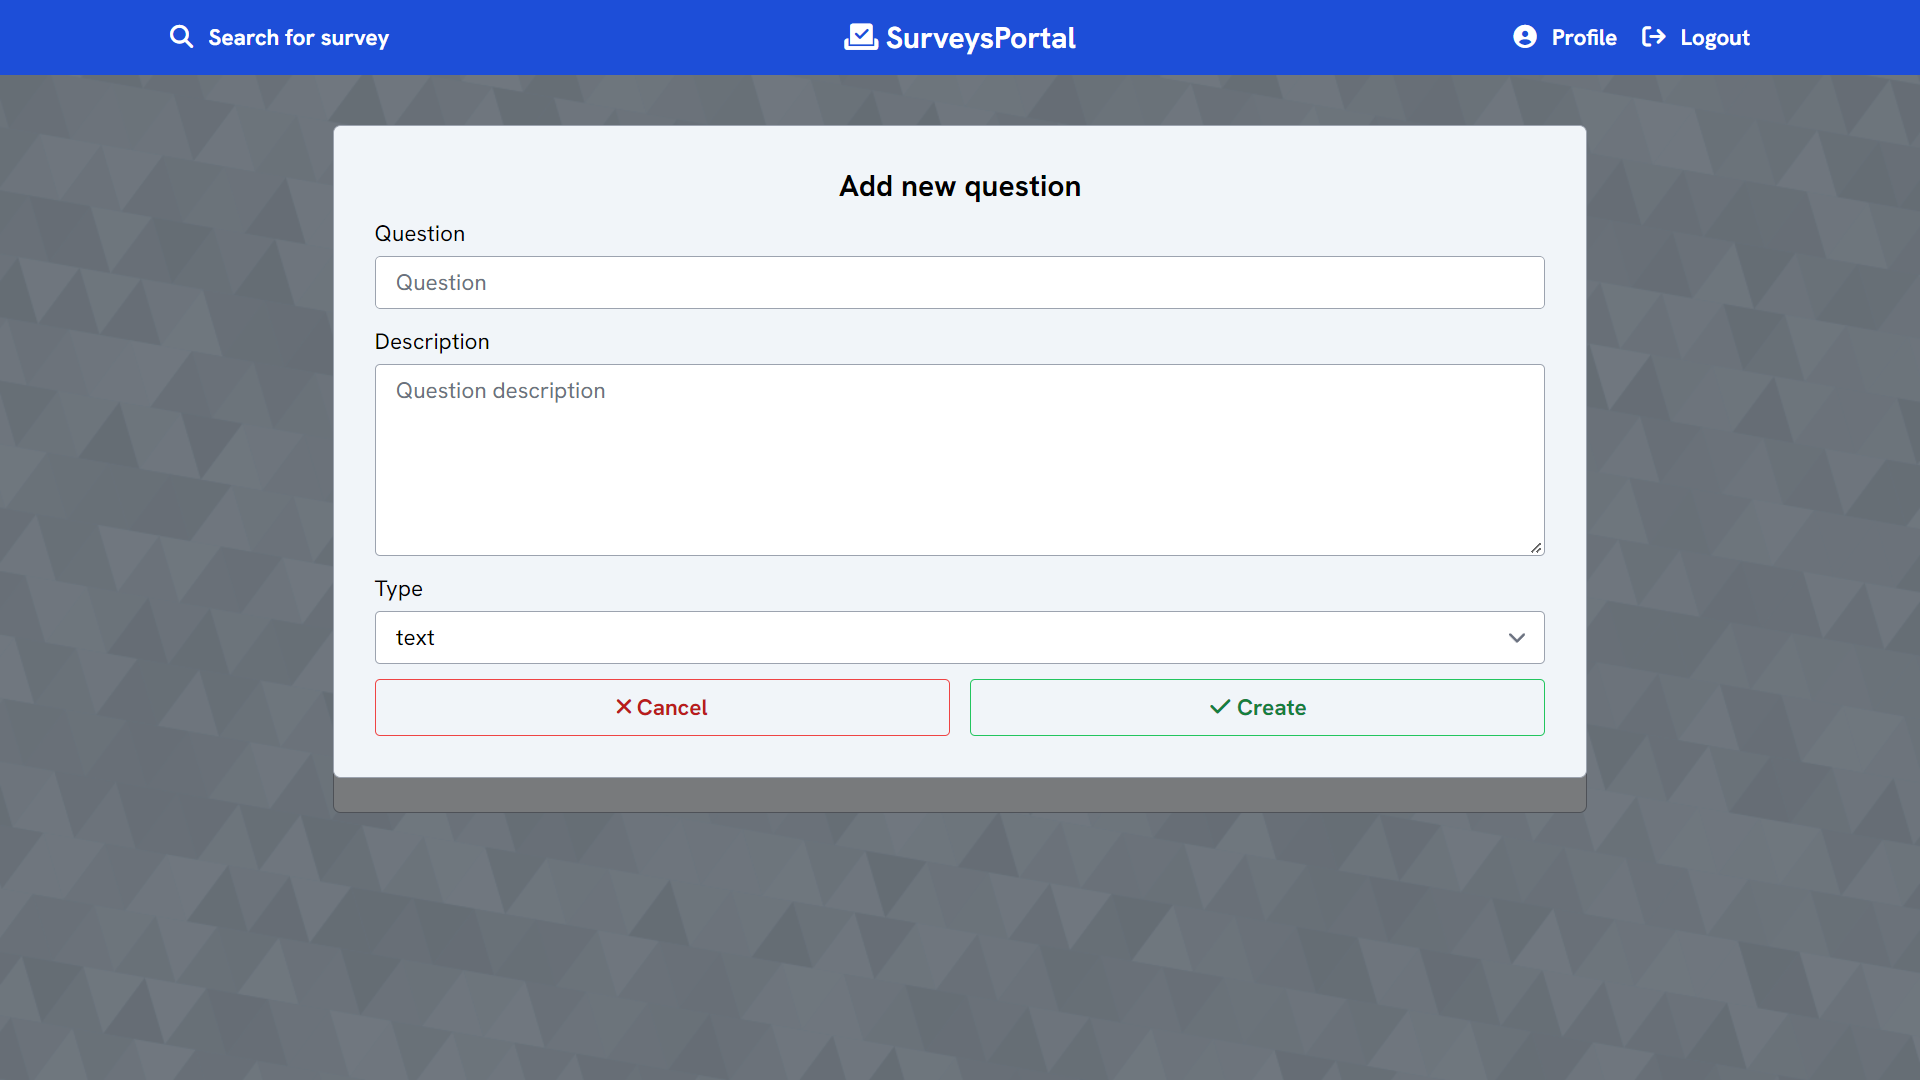 Search for survey
SurveysPortal
Profile
Logout
Add new question
Question
Question
Description
Question description
Type
text
Cancel
Create